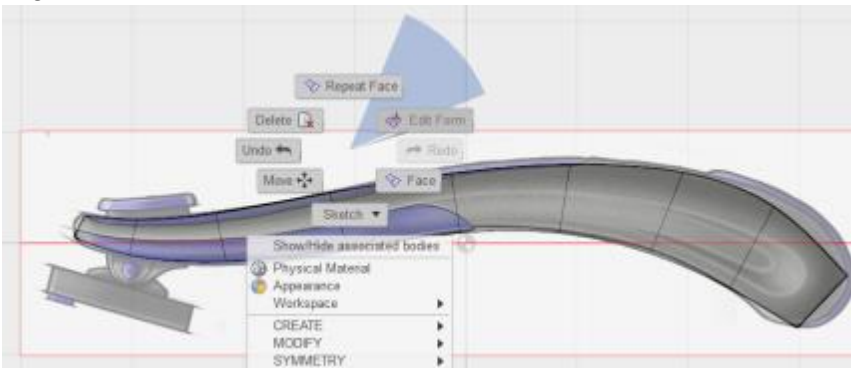 Repeat Face
Delete
Edit Form
Undo
Redo
Move
Face
Sketch
Show/Hide associated bodies
Physical Material
Appearance
Workspace
CREATE
MODIFY
SYMMETRY